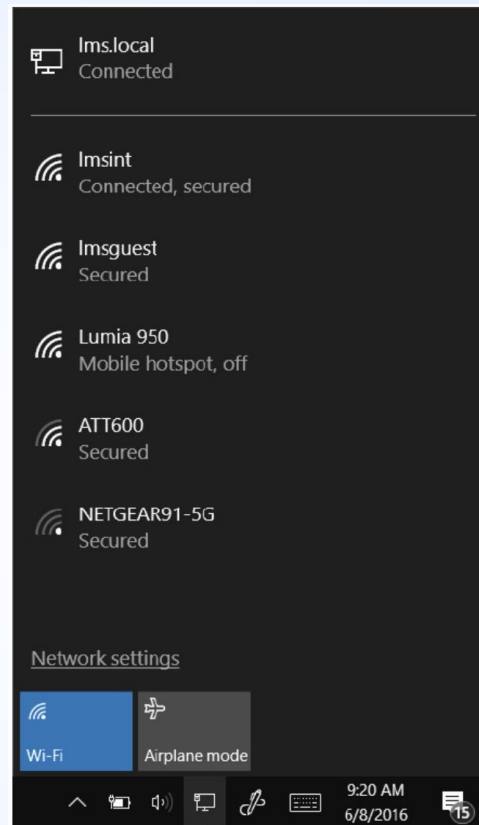 lms.local
Connected
lmsint
Connected, secured
lmsguest
Secured
Lumia 950
Mobile hotspot, off
ATT600
Secured
NETGEAR91-5G
Secured
Network settings
Wi-Fi
Airplane mode
9:20 AM
6/8/2016
15